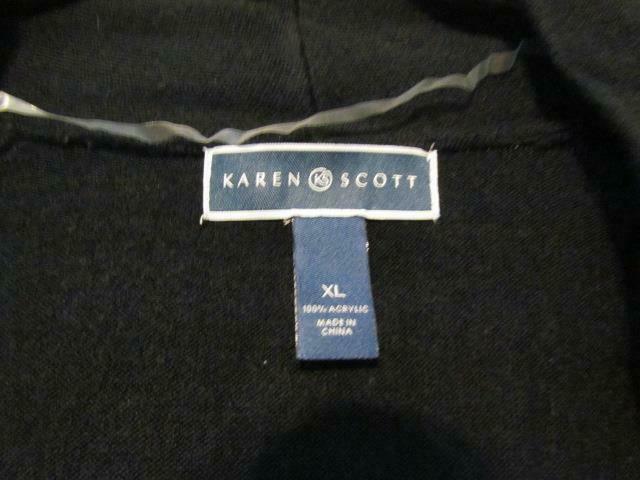 KAREN KS SCOTT
XL
100% ACRYLIC
MADE IN
CHINA